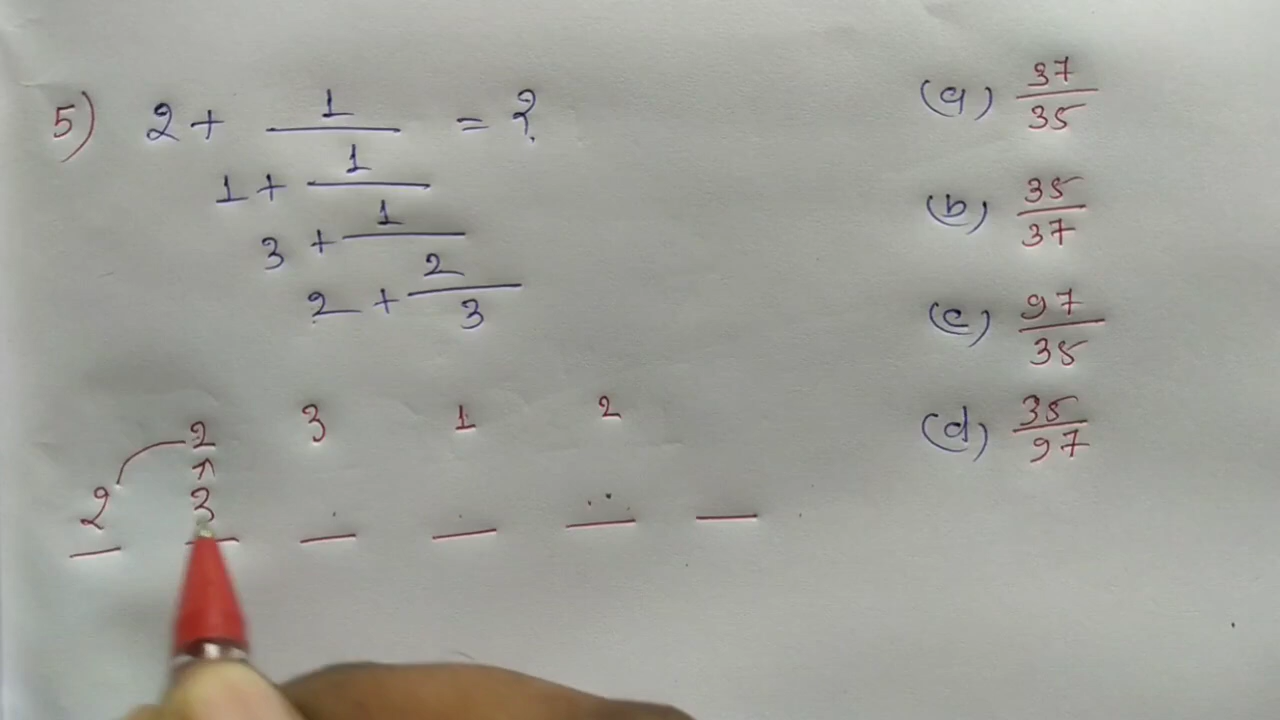 5) 2 + 1 = ?
1 + 1
3 + 1
2 + 2
3
(a) 37/35
(b) 35/37
(c) 97/35
(d) 35/97
2 3 1 2
2 3